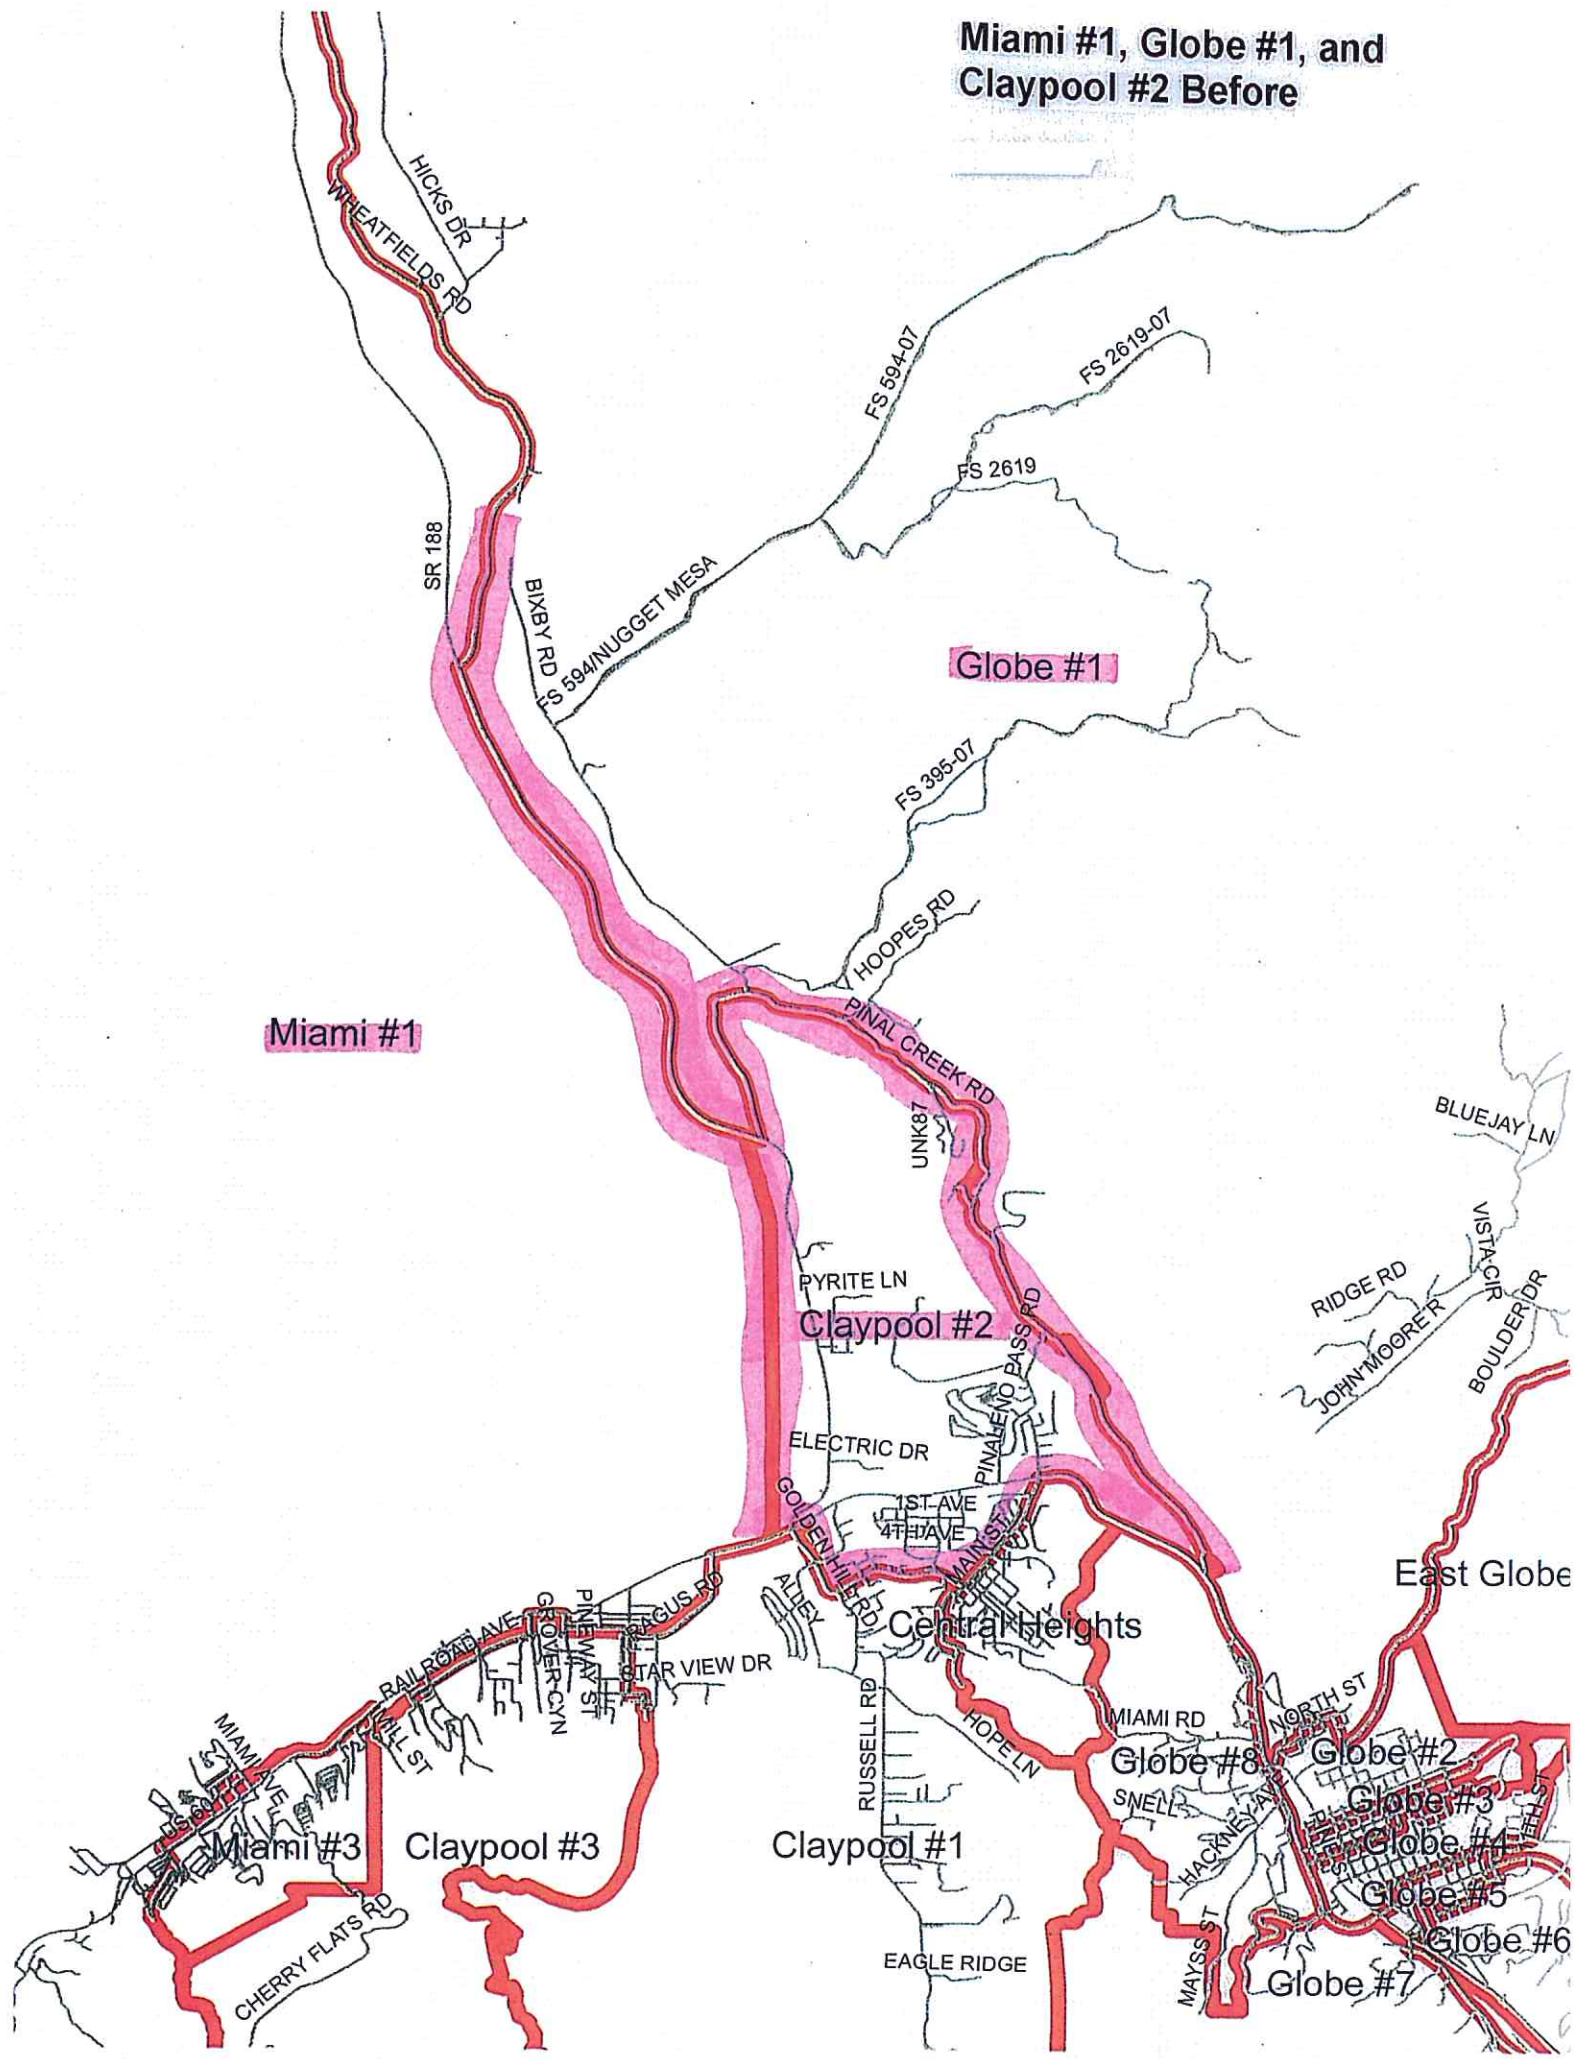 Miami #1, Globe #1, and
Claypool #2 Before
HICKS DR
WHEATFIELDS RD
FS 594-07
FS 2619-07
FS 2619
SR 188
BIXBY RD
FS 594/NUGGET MESA
Globe #1
FS 395-07
HOOPES RD
Miami #1
PINAL CREEK RD
UNK87
BLUEJAY LN
VISTA CIR
RIDGE RD
JOHN MOORE R
BOULDER DR
PYRITE LN
Claypool #2
PINALENO PASS RD
ELECTRIC DR
GOLDEN HILL RD
1ST AVE
4TH AVE
MAIN ST
East Globe
Central Heights
RAGUS RD
PINEWAY ST
GROVER CYN
RAILROAD AVE
STAR VIEW DR
RUSSELL RD
HOPE LN
MIAMI RD
NORTH ST
MILL ST
MIAMI AVE
US 60
Globe #8
Globe #2
SNELL
Globe #3
HACKNEY AV
Globe #4
Miami #3
Claypool #3
Claypool #1
Globe #5
CHERRY FLATS RD
EAGLE RIDGE
MAYSS ST
Globe #6
Globe #7